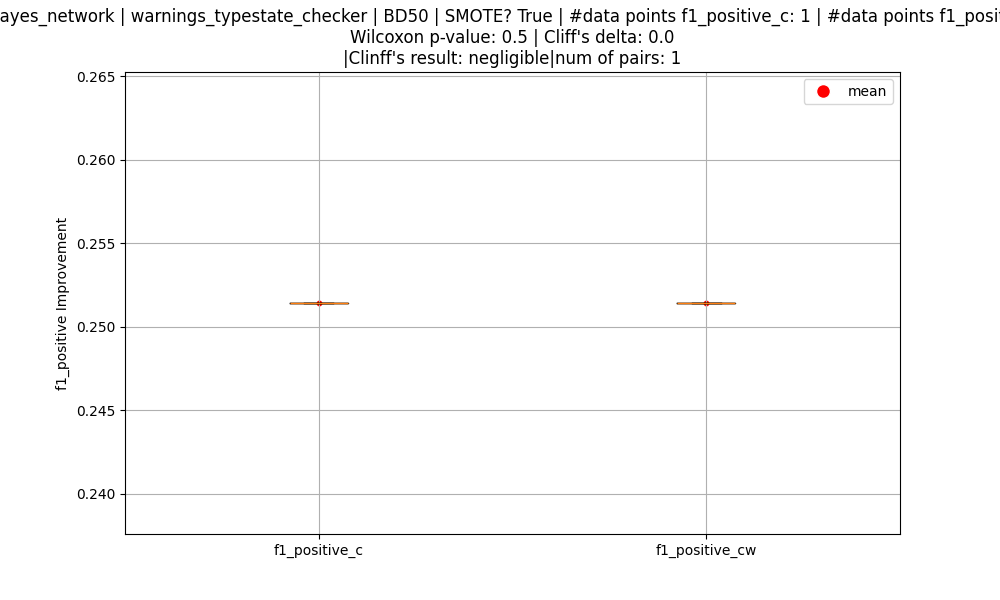 ayes_network | warnings_typestate_checker | BD50 | SMOTE? True | #data points f1_positive_c: 1 | #data points f1_posi
Wilcoxon p-value: 0.5 | Cliff's delta: 0.0
|Clinff's result: negligible|num of pairs: 1
mean
0.265
0.260
0.255
0.250
0.245
0.240
f1_positive Improvement
f1_positive_c
f1_positive_cw